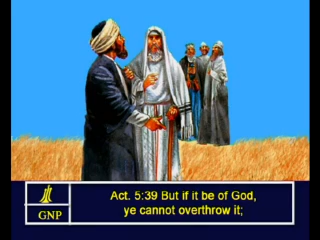 Act. 5:39 But if it be of God,
ye cannot overthrow it;
GNP